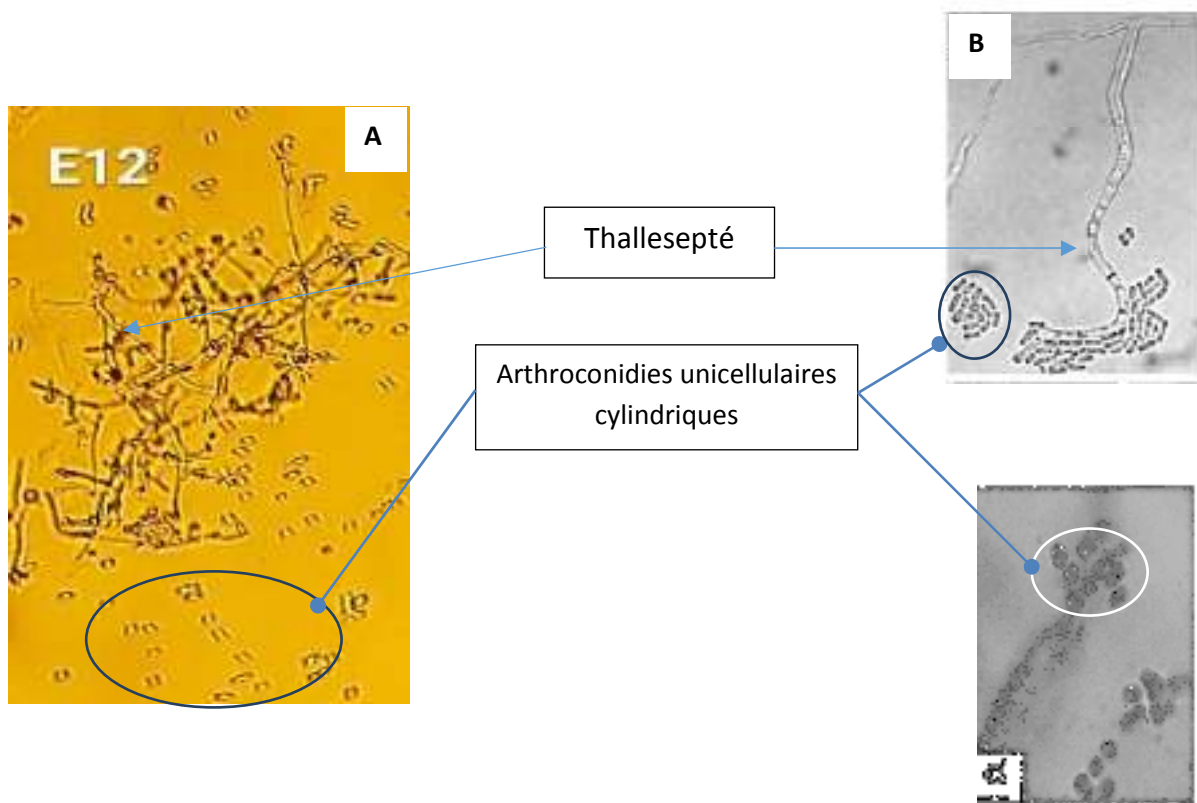 B
A
E12
Thallesepté
Arthroconidies unicellulaires
cylindriques